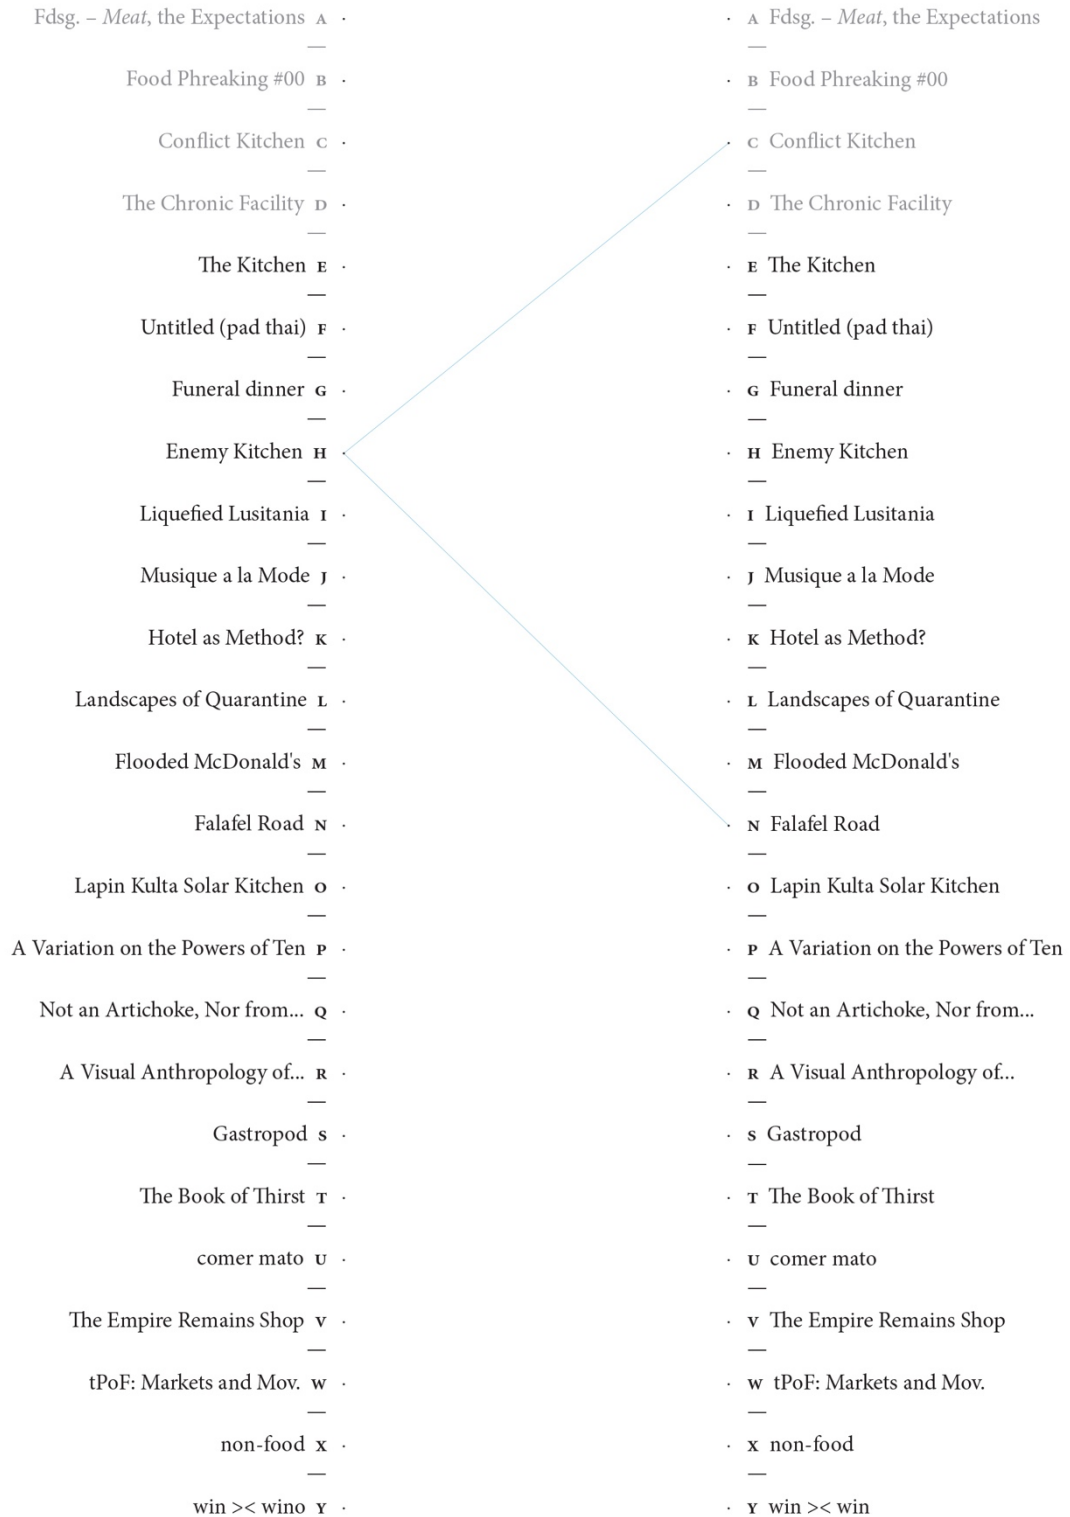 Fdsg. – Meat, the Expectations A · · A Fdsg. – Meat, the Expectations
—  —
Food Phreaking #00 B · · B Food Phreaking #00
—  —
Conflict Kitchen C · · C Conflict Kitchen
—  —
The Chronic Facility D · · D The Chronic Facility
—  —
The Kitchen E · · E The Kitchen
—  —
Untitled (pad thai) F · · F Untitled (pad thai)
—  —
Funeral dinner G · · G Funeral dinner
—  —
Enemy Kitchen H · · H Enemy Kitchen
—  —
Liquefied Lusitania I · · I Liquefied Lusitania
—  —
Musique a la Mode J · · J Musique a la Mode
—  —
Hotel as Method? K · · K Hotel as Method?
—  —
Landscapes of Quarantine L · · L Landscapes of Quarantine
—  —
Flooded McDonald's M · · M Flooded McDonald's
—  —
Falafel Road N · · N Falafel Road
—  —
Lapin Kulta Solar Kitchen O · · O Lapin Kulta Solar Kitchen
—  —
A Variation on the Powers of Ten P · · P A Variation on the Powers of Ten
—  —
Not an Artichoke, Nor from... Q · · Q Not an Artichoke, Nor from...
—  —
A Visual Anthropology of... R · · R A Visual Anthropology of...
—  —
Gastropod S · · S Gastropod
—  —
The Book of Thirst T · · T The Book of Thirst
—  —
comer mato U · · U comer mato
—  —
The Empire Remains Shop V · · V The Empire Remains Shop
—  —
tPoF: Markets and Mov. W · · W tPoF: Markets and Mov.
—  —
non-food X · · X non-food
—  —
win >< wino Y · · Y win >< win